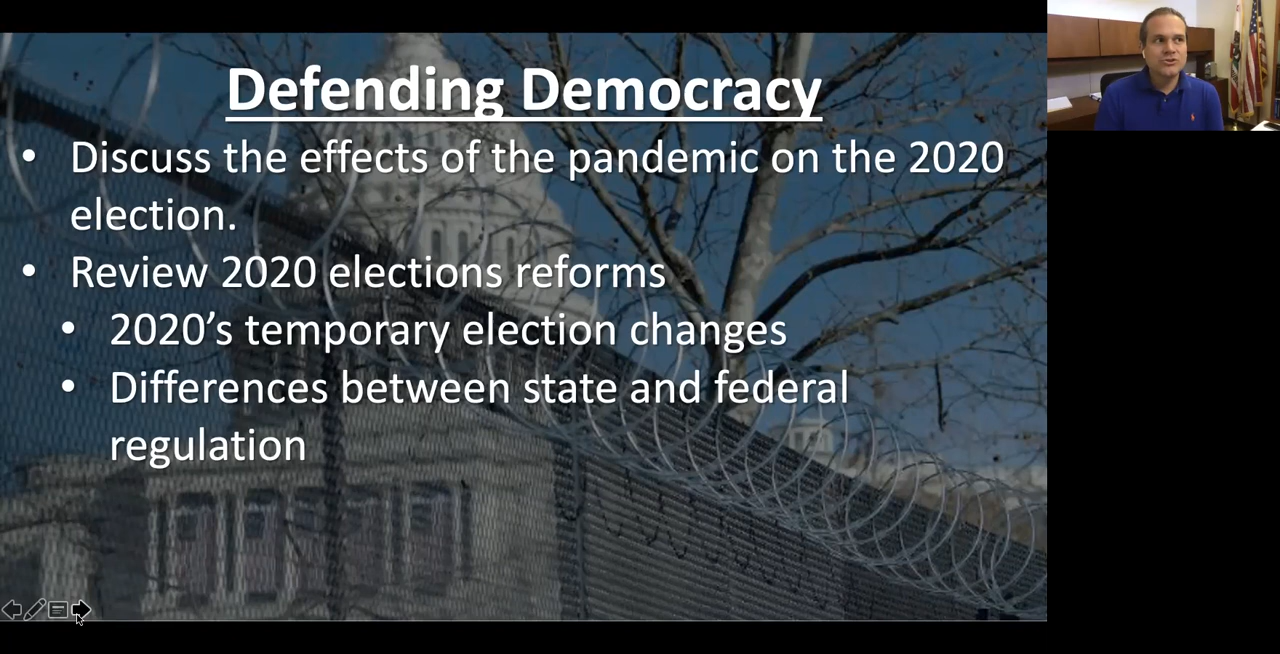 Defending Democracy
• Discuss the effects of the pandemic on the 2020
election.
• Review 2020 elections reforms
• 2020’s temporary election changes
• Differences between state and federal
regulation